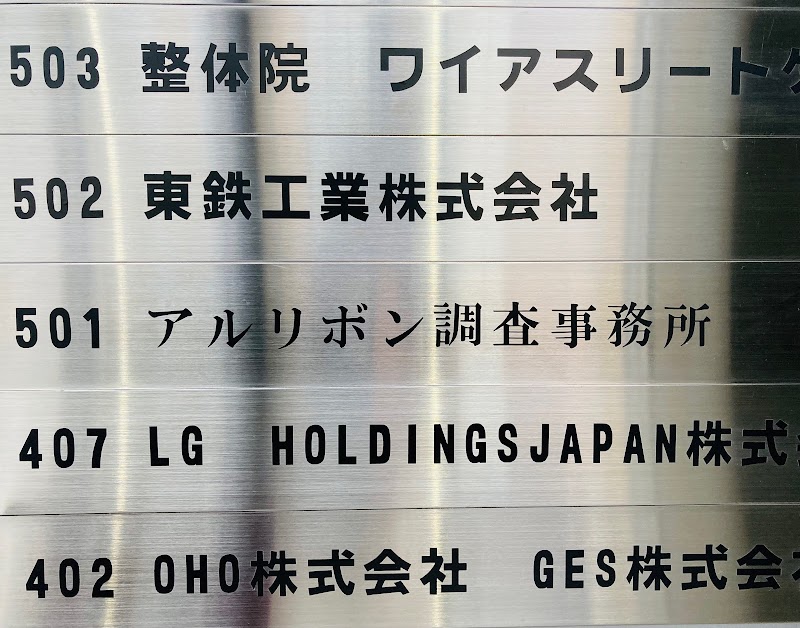 503 整体院 ワイアスリート
502 東鉄工業株式会社
501 アルリボン調査事務所
407 LG HOLDINGSJAPAN株式
402 OHO株式会社 GES株式会